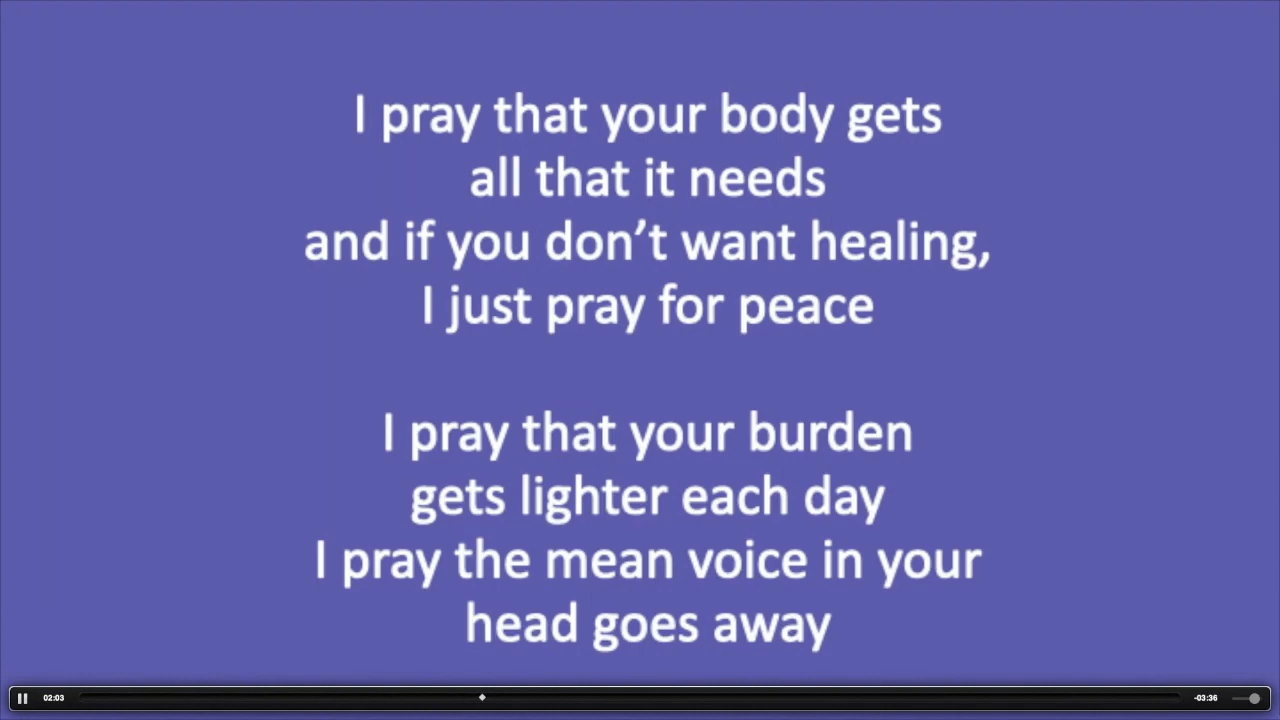 I pray that your body gets
all that it needs
and if you don’t want healing,
I just pray for peace
I pray that your burden
gets lighter each day
I pray the mean voice in your
head goes away
02:03
-03:36